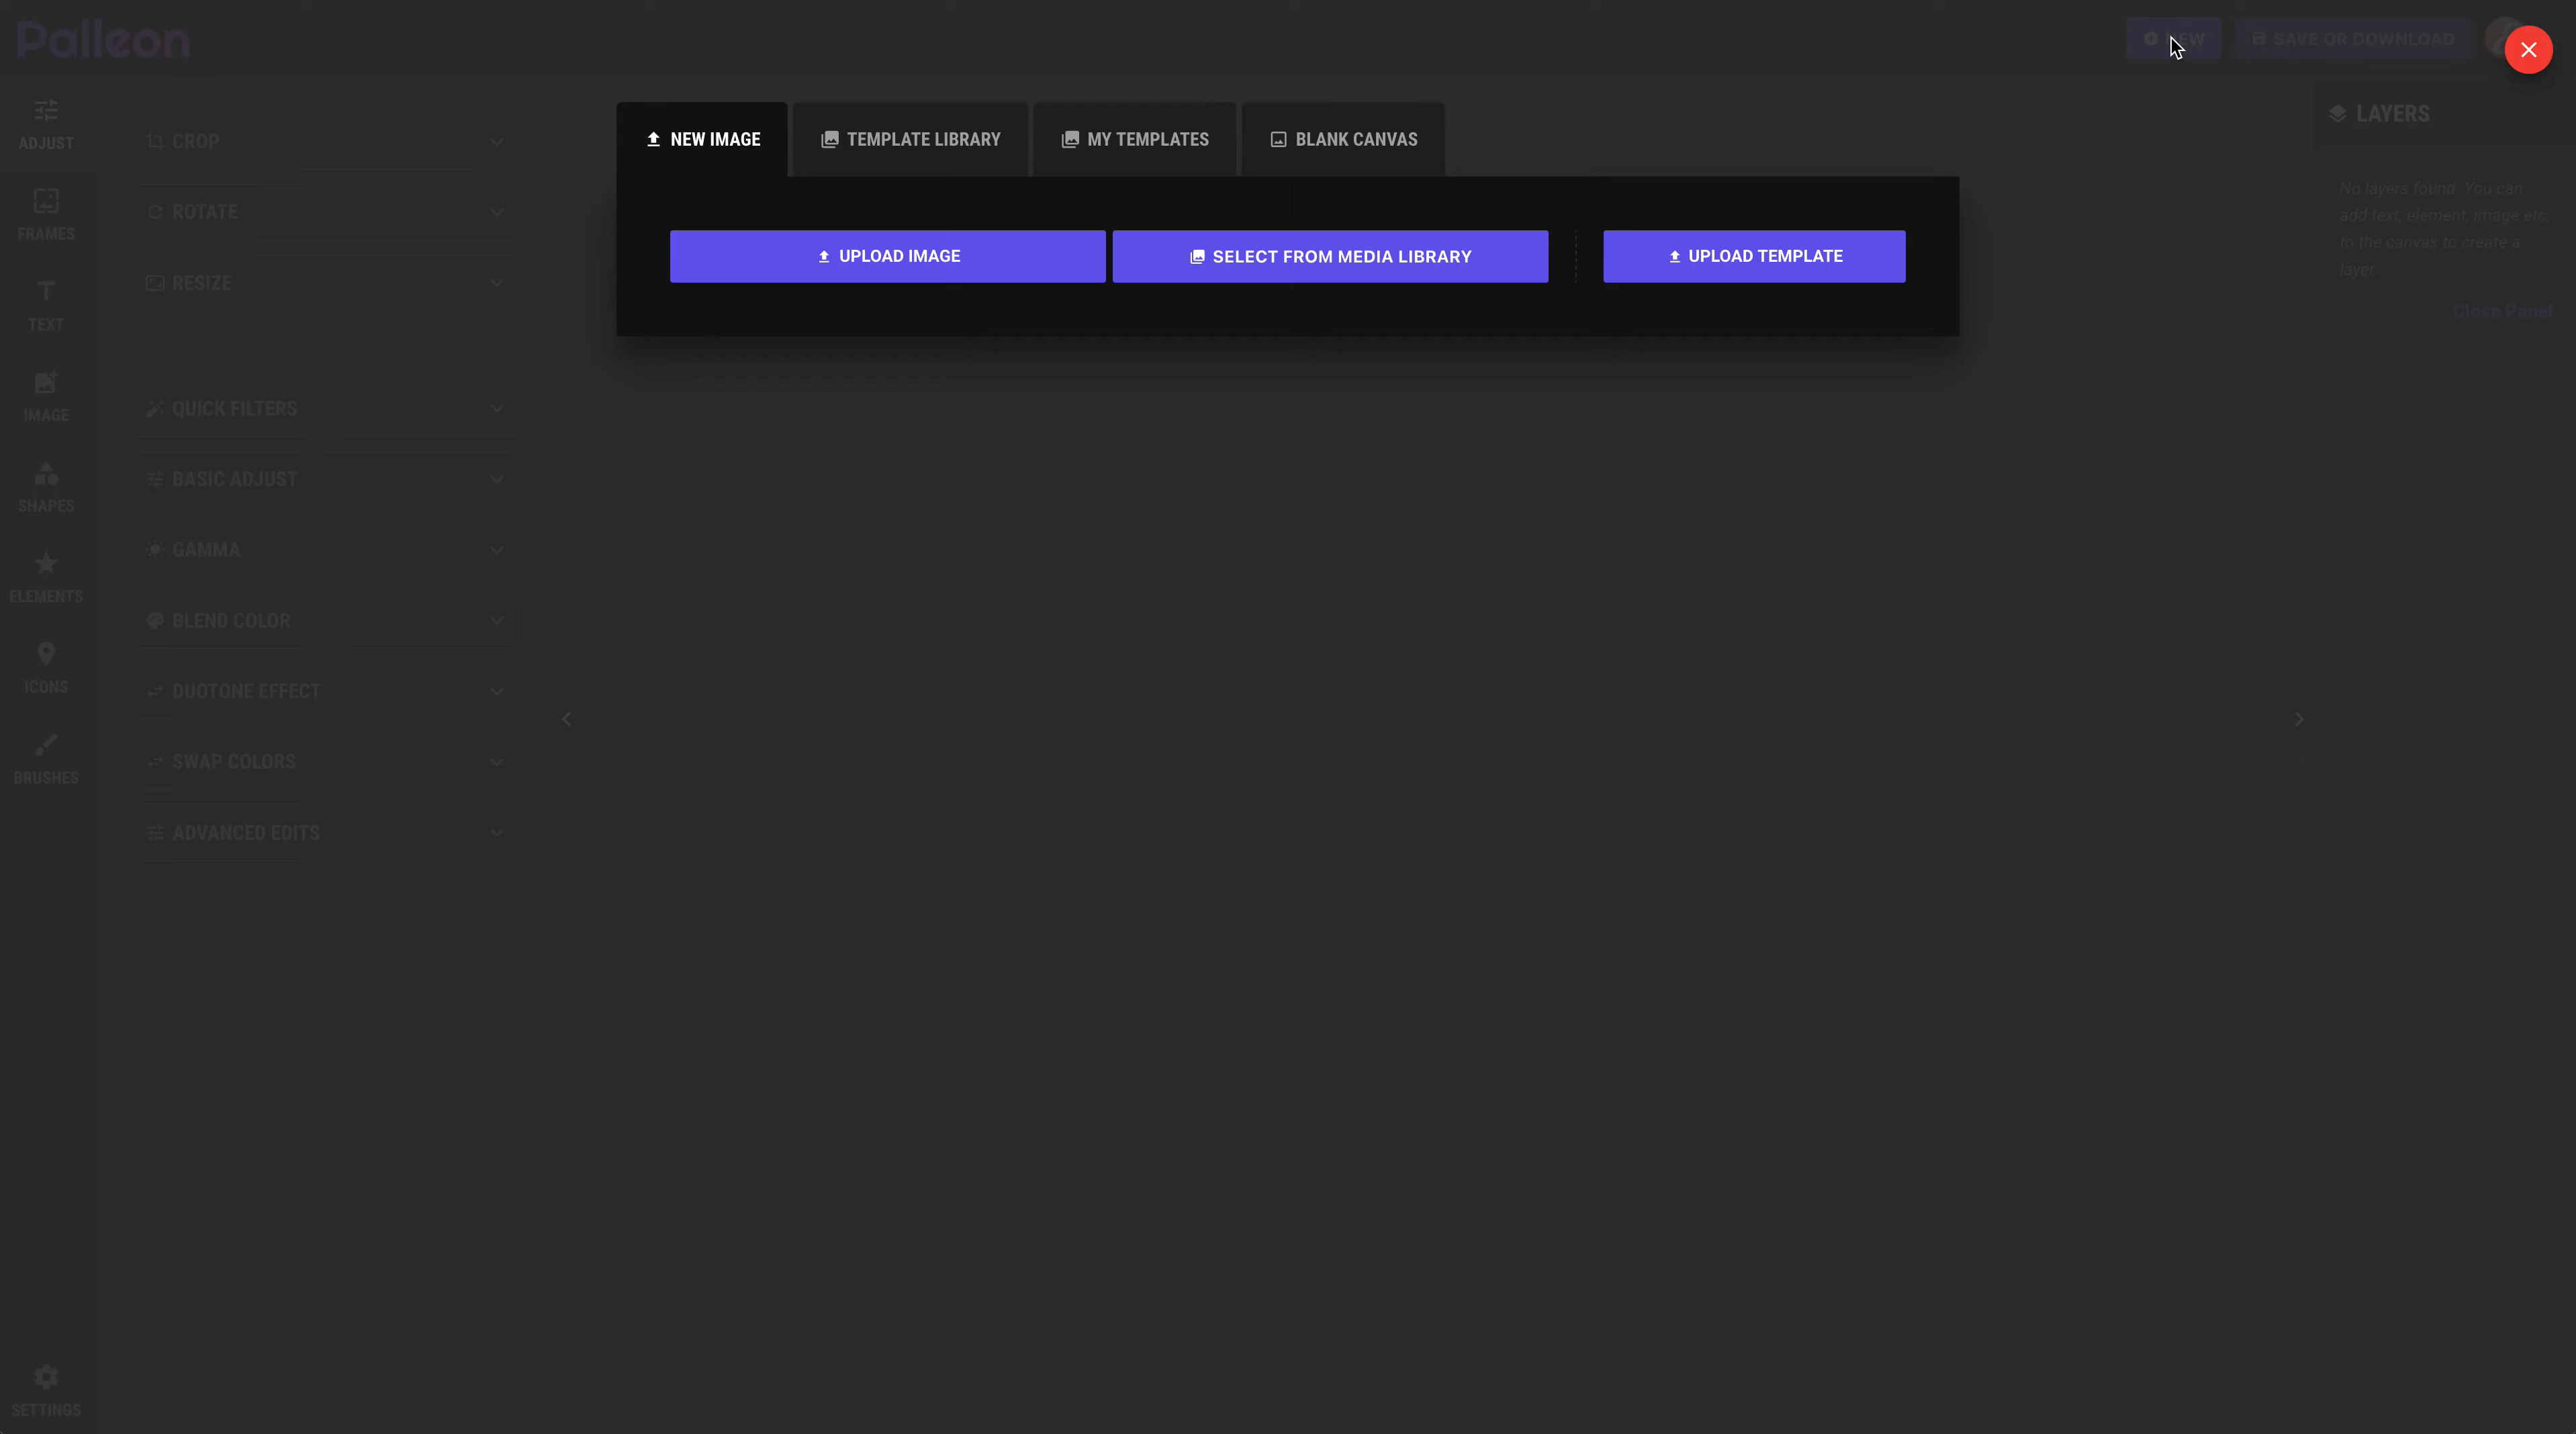 Palleon
NEW
SAVE OR DOWNLOAD
ADJUST
FRAMES
TEXT
IMAGE
SHAPES
ELEMENTS
ICONS
BRUSHES
SETTINGS
CROP
ROTATE
RESIZE
QUICK FILTERS
BASIC ADJUST
GAMMA
BLEND COLOR
DUOTONE EFFECT
SWAP COLORS
ADVANCED EDITS
NEW IMAGE
TEMPLATE LIBRARY
MY TEMPLATES
BLANK CANVAS
UPLOAD IMAGE
SELECT FROM MEDIA LIBRARY
UPLOAD TEMPLATE
LAYERS
No layers found. You can
add text, element, image etc.
to the canvas to create a
layer
Close Panel